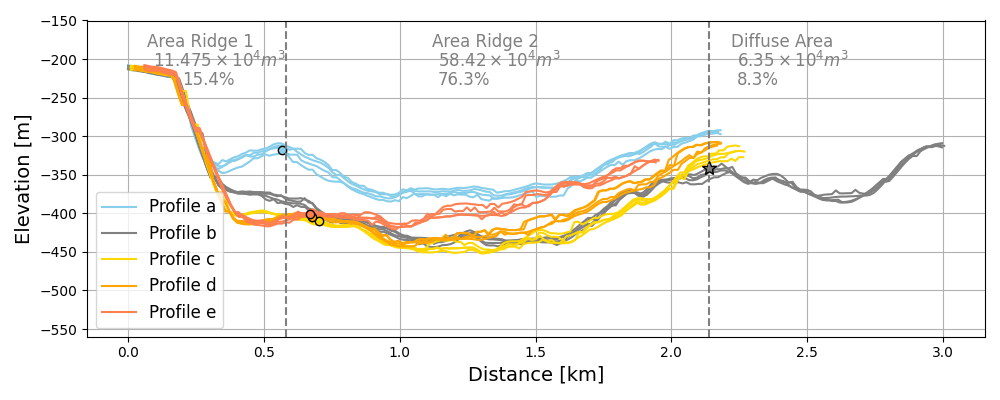 Area Ridge 1
11.475 × 10⁴m³
15.4%
Area Ridge 2
58.42 × 10⁴m³
76.3%
Diffuse Area
6.35 × 10⁴m³
8.3%
Elevation [m]
−150
−200
−250
−300
−350
−400
−450
−500
−550
Profile a
Profile b
Profile c
Profile d
Profile e
0.0 0.5 1.0 1.5 2.0 2.5 3.0
Distance [km]